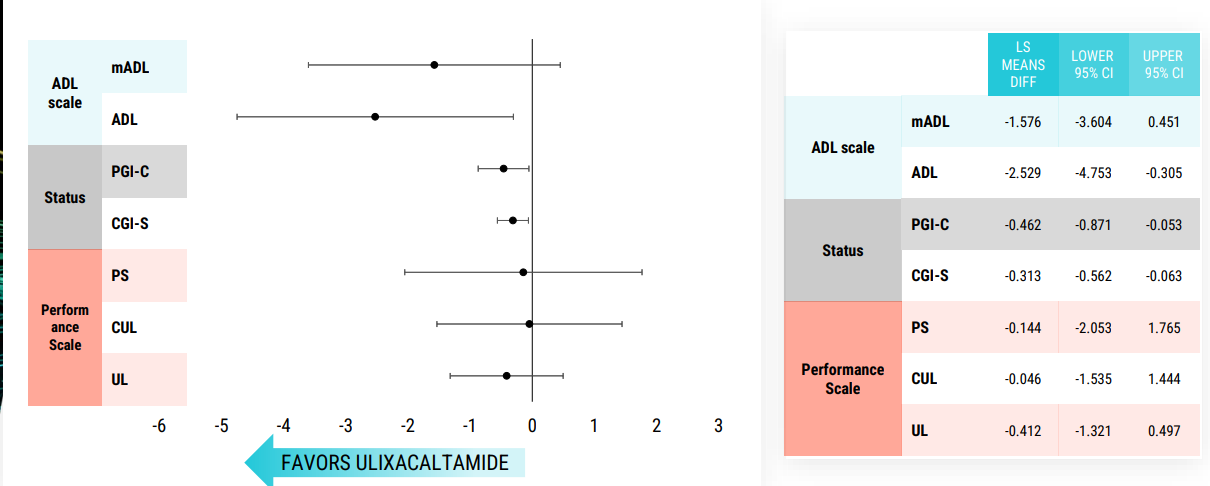 ADL
scale
mADL
ADL
Status
PGI-C
CGI-S
Perform
ance
Scale
PS
CUL
UL
-6 -5 -4 -3 -2 -1 0 1 2 3
FAVORS ULIXACALTAMIDE
LS
MEANS
DIFF
LOWER
95% CI
UPPER
95% CI
ADL scale
mADL -1.576 -3.604 0.451
ADL -2.529 -4.753 -0.305
Status
PGI-C -0.462 -0.871 -0.053
CGI-S -0.313 -0.562 -0.063
Performance
Scale
PS -0.144 -2.053 1.765
CUL -0.046 -1.535 1.444
UL -0.412 -1.321 0.497